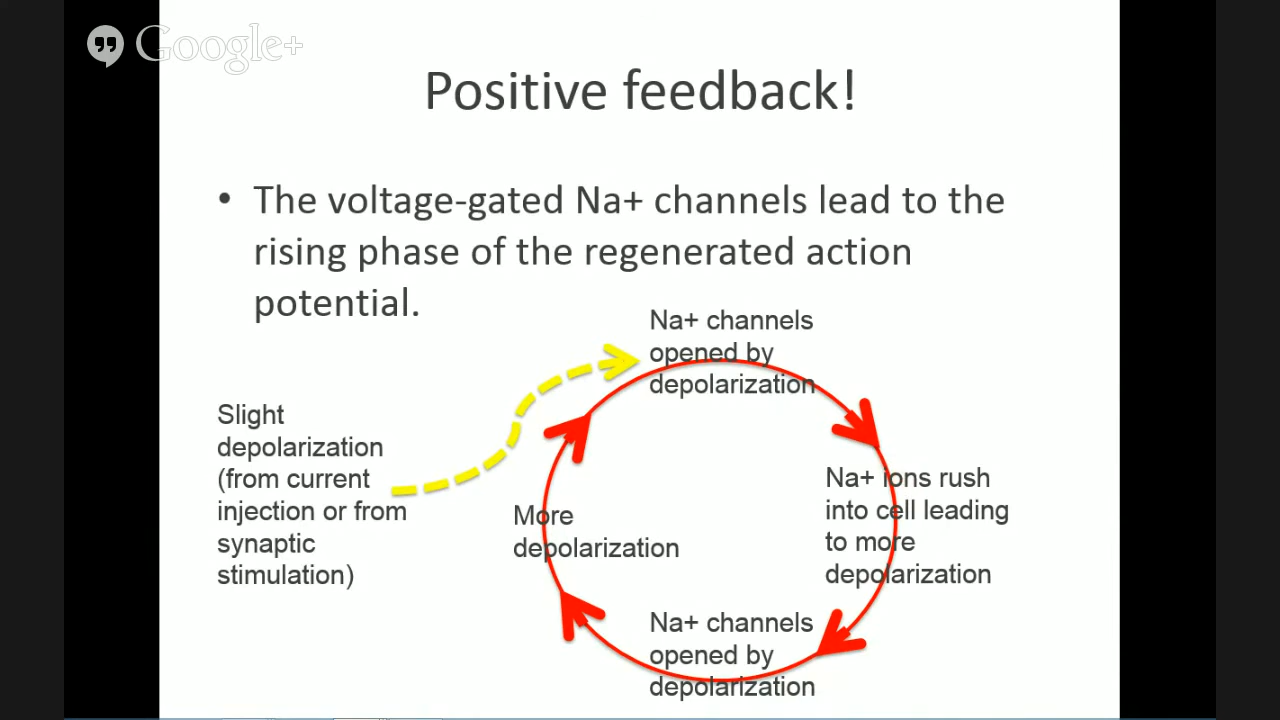 Google+
Positive feedback!
• The voltage-gated Na+ channels lead to the
rising phase of the regenerated action
potential.
Na+ channels
opened by
depolarization
Slight
depolarization
(from current
injection or from
synaptic
stimulation)
More
depolarization
Na+ ions rush
into cell leading
to more
depolarization
Na+ channels
opened by
depolarization